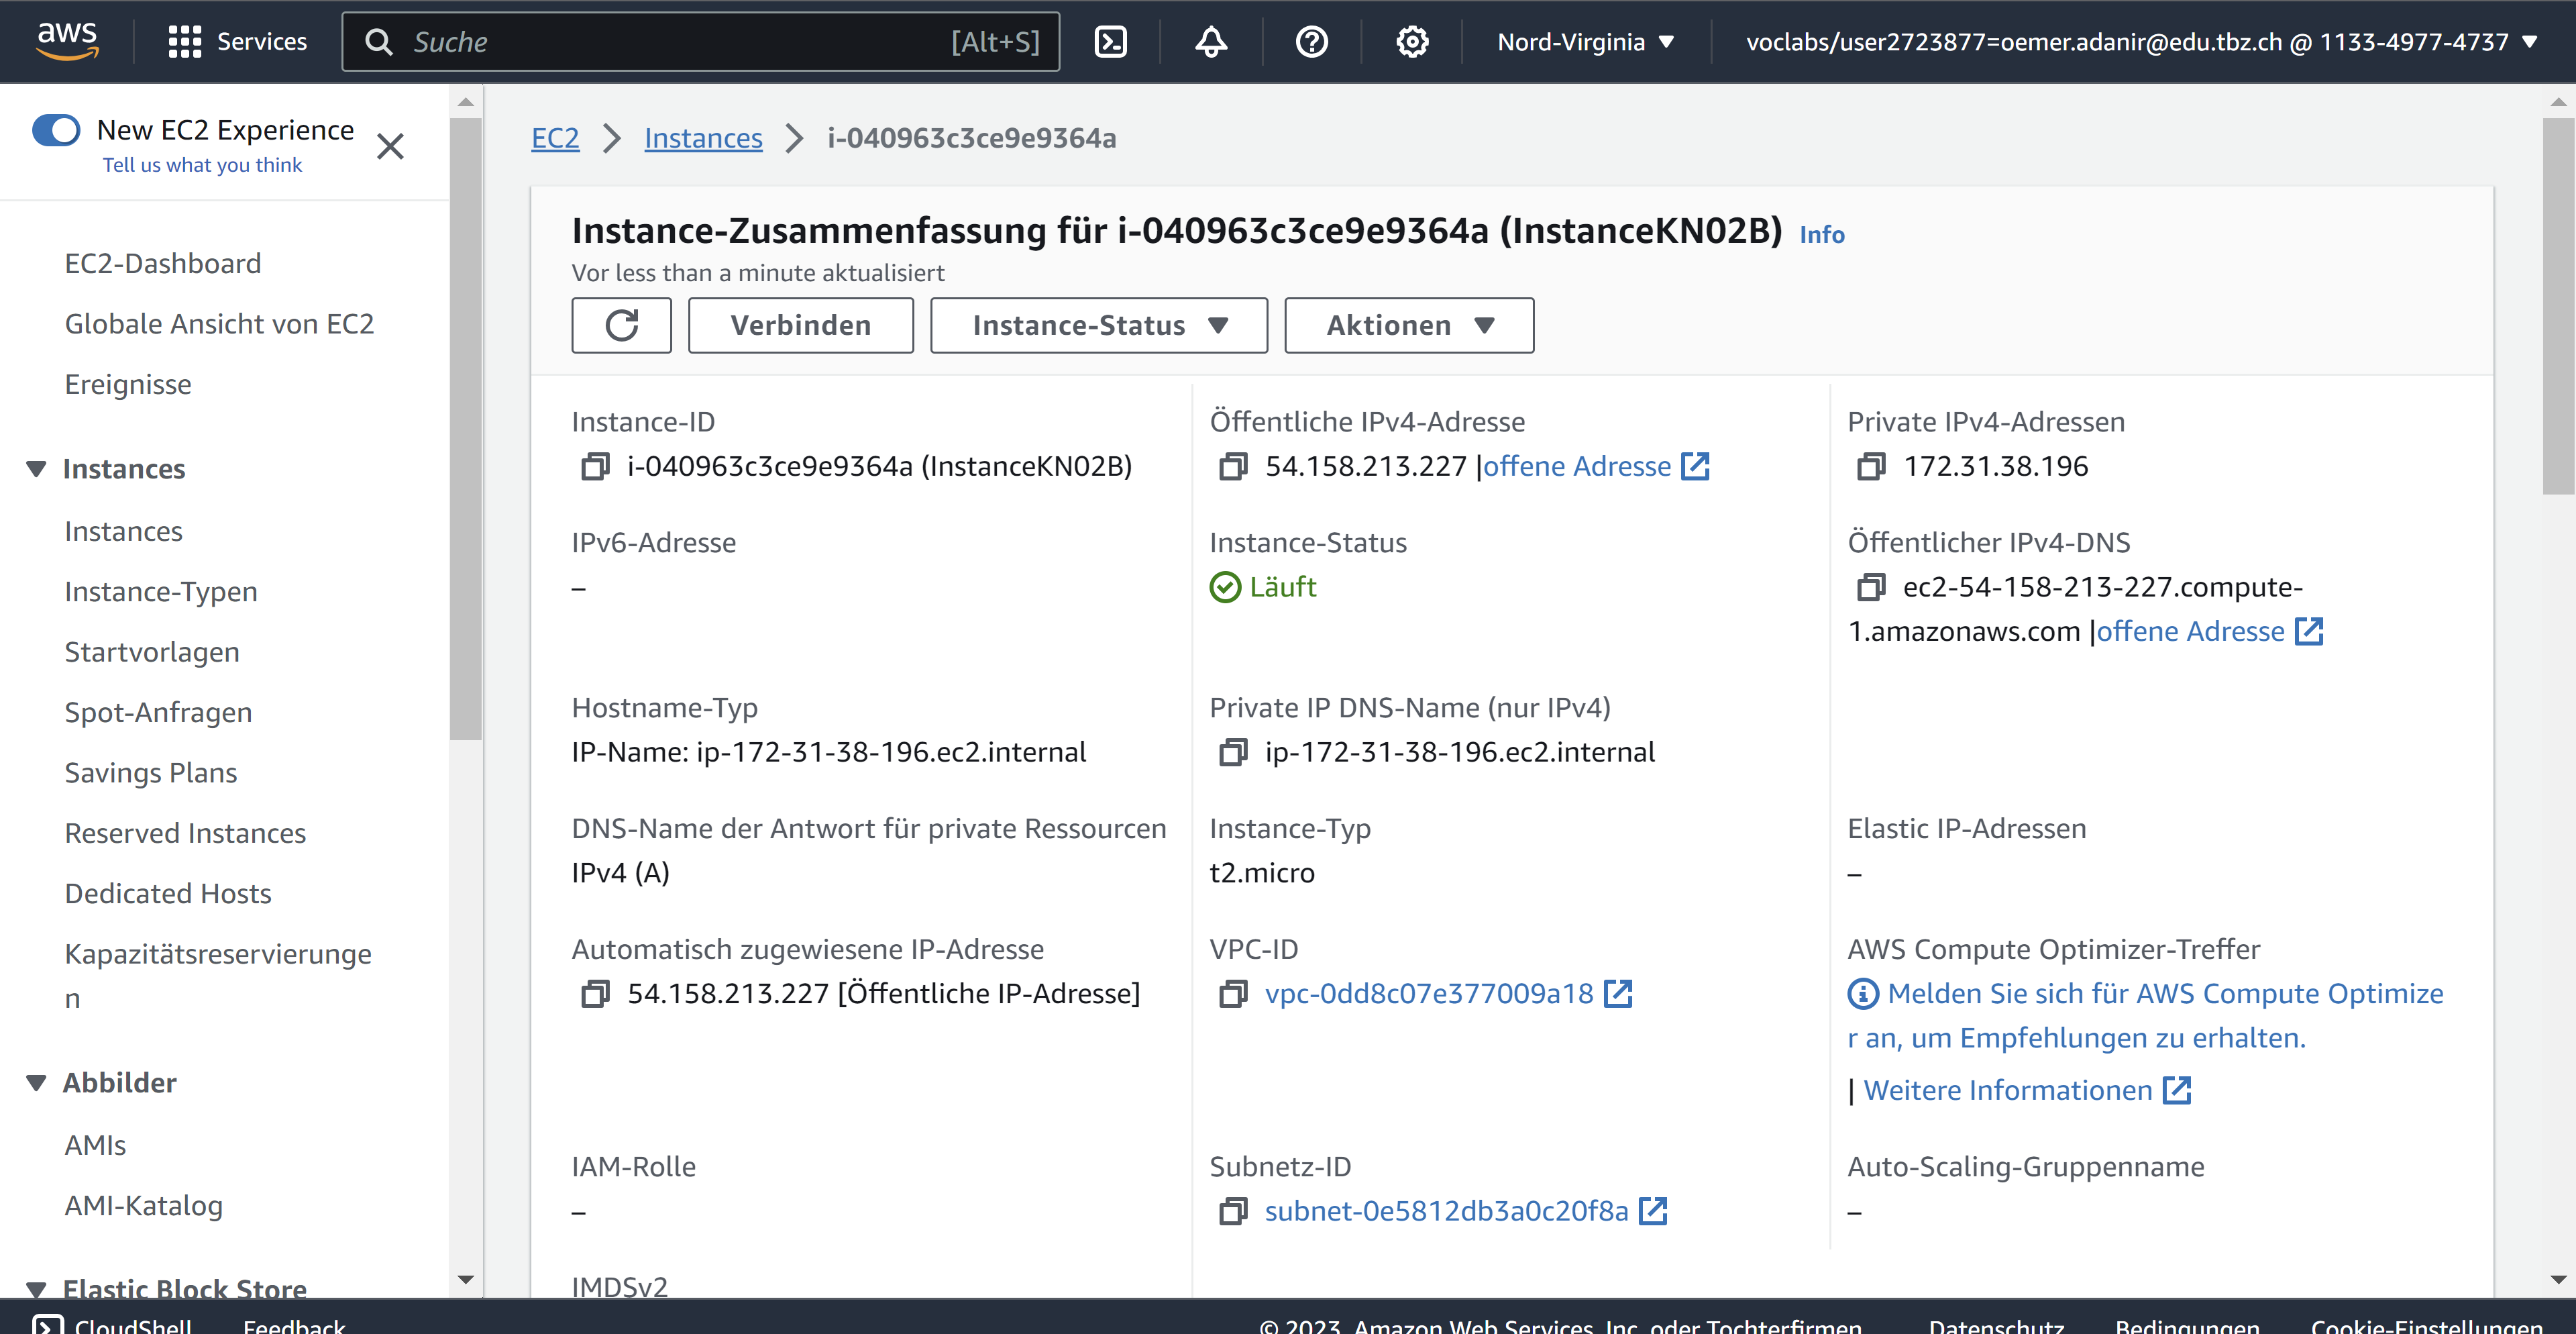 aws
Services
Suche [Alt+S]
Nord-Virginia
voclabs/user2723877=oemer.adanir@edu.tbz.ch @ 1133-4977-4737
New EC2 Experience
Tell us what you think
EC2-Dashboard
Globale Ansicht von EC2
Ereignisse
Instances
Instances
Instance-Typen
Startvorlagen
Spot-Anfragen
Savings Plans
Reserved Instances
Dedicated Hosts
Kapazitätsreservierunge
n
Abbilder
AMIs
AMI-Katalog
Elastic Block Store
EC2 > Instances > i-040963c3ce9e9364a
Instance-Zusammenfassung für i-040963c3ce9e9364a (InstanceKN02B) Info
Vor less than a minute aktualisiert
Verbinden
Instance-Status
Aktionen
Instance-ID
i-040963c3ce9e9364a (InstanceKN02B)
Öffentliche IPv4-Adresse
54.158.213.227 |offene Adresse
Private IPv4-Adressen
172.31.38.196
IPv6-Adresse
–
Instance-Status
Läuft
Öffentlicher IPv4-DNS
ec2-54-158-213-227.compute-
1.amazonaws.com |offene Adresse
Hostname-Typ
IP-Name: ip-172-31-38-196.ec2.internal
Private IP DNS-Name (nur IPv4)
ip-172-31-38-196.ec2.internal
DNS-Name der Antwort für private Ressourcen
IPv4 (A)
Instance-Typ
t2.micro
Elastic IP-Adressen
–
Automatisch zugewiesene IP-Adresse
54.158.213.227 [Öffentliche IP-Adresse]
VPC-ID
vpc-0dd8c07e377009a18
AWS Compute Optimizer-Treffer
Melden Sie sich für AWS Compute Optimize
r an, um Empfehlungen zu erhalten.
| Weitere Informationen
IAM-Rolle
–
Subnetz-ID
subnet-0e5812db3a0c20f8a
Auto-Scaling-Gruppenname
–
IMDSv2
CloudShell
Feedback
© 2023, Amazon Web Services, Inc. oder Tochterfirmen.
Datenschutz
Bedingungen
Cookie-Einstellungen